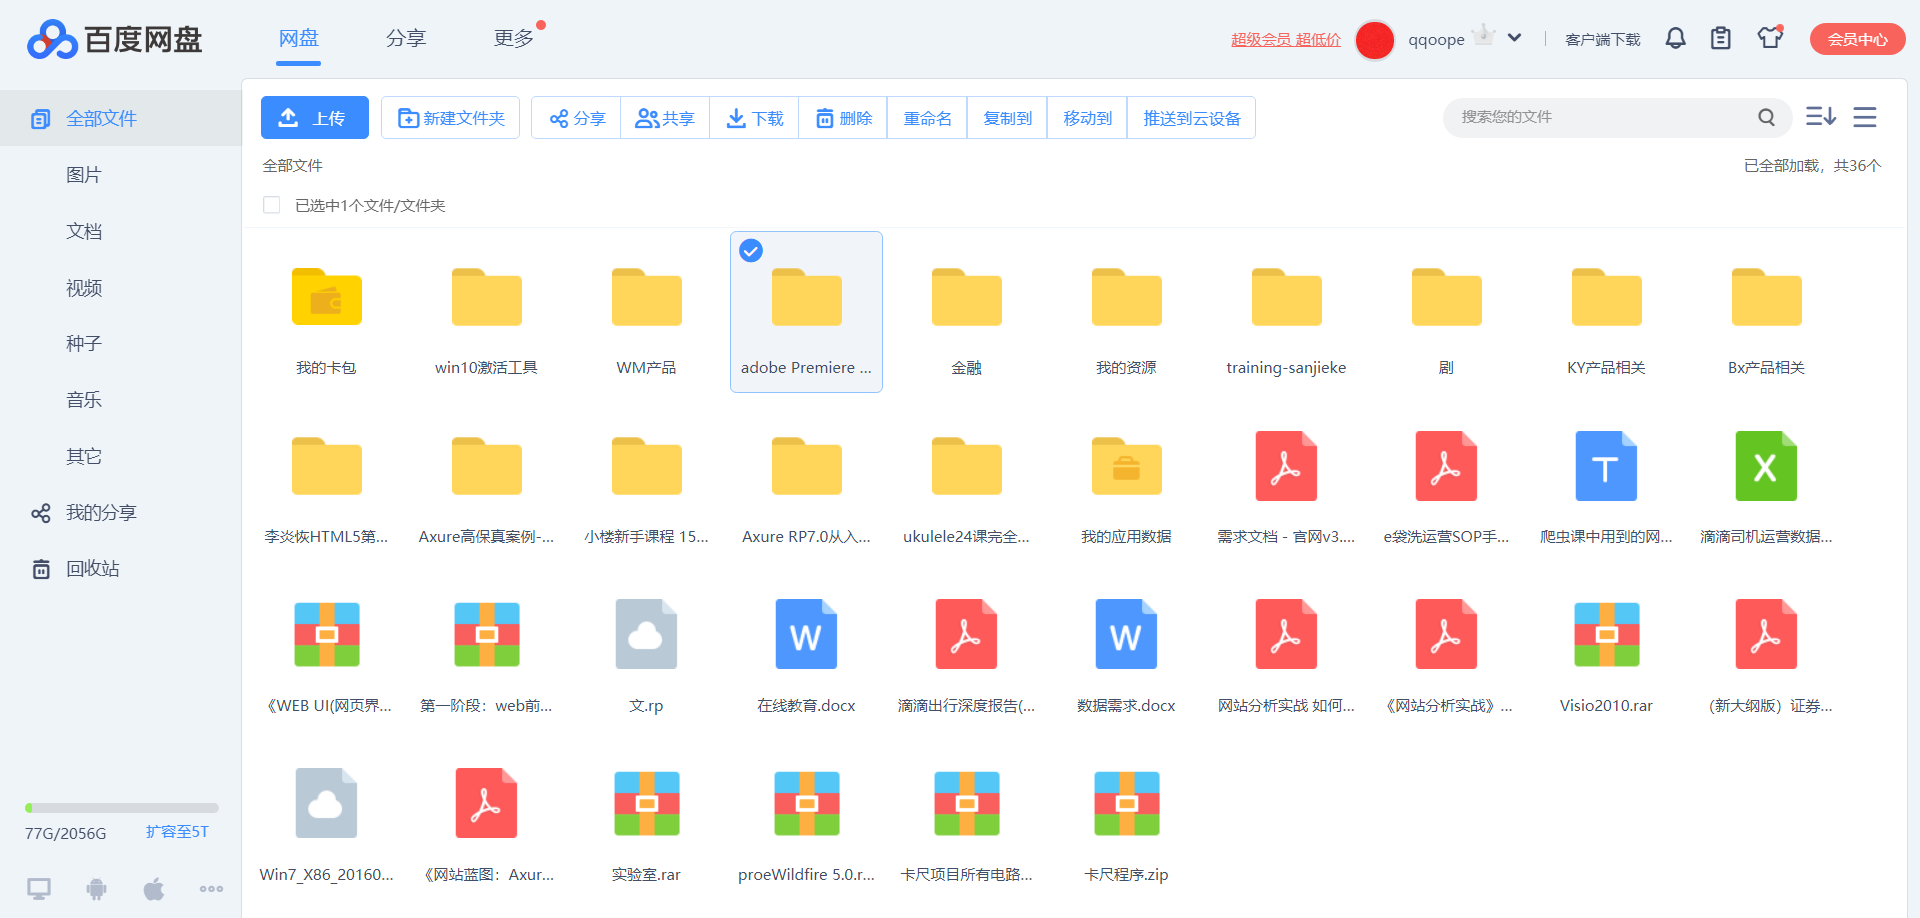 百度网盘
网盘
分享
更多
超级会员 超低价
qqoope
客户端下载
会员中心
全部文件
图片
文档
视频
种子
音乐
其它
我的分享
回收站
77G/2056G
扩容至5T
上传
新建文件夹
分享
共享
下载
删除
重命名
复制到
移动到
推送到云设备
搜索您的文件
全部文件
已全部加载，共36个
已选中1个文件/文件夹
我的卡包
win10激活工具
WM产品
adobe Premiere ...
金融
我的资源
training-sanjieke
剧
KY产品相关
Bx产品相关
李炎恢HTML5第...
Axure高保真案例-...
小楼新手课程 15...
Axure RP7.0从入...
ukulele24课完全...
我的应用数据
需求文档 - 官网v3....
e袋洗运营SOP手...
爬虫课中用到的网...
滴滴司机运营数据...
《WEB UI(网页界...
第一阶段：web前...
文.rp
在线教育.docx
滴滴出行深度报告(...
数据需求.docx
网站分析实战 如何...
《网站分析实战》...
Visio2010.rar
（新大纲版）证券...
Win7_X86_20160...
《网站蓝图：Axur...
实验室.rar
proeWildfire 5.0.r...
卡尺项目所有电路...
卡尺程序.zip